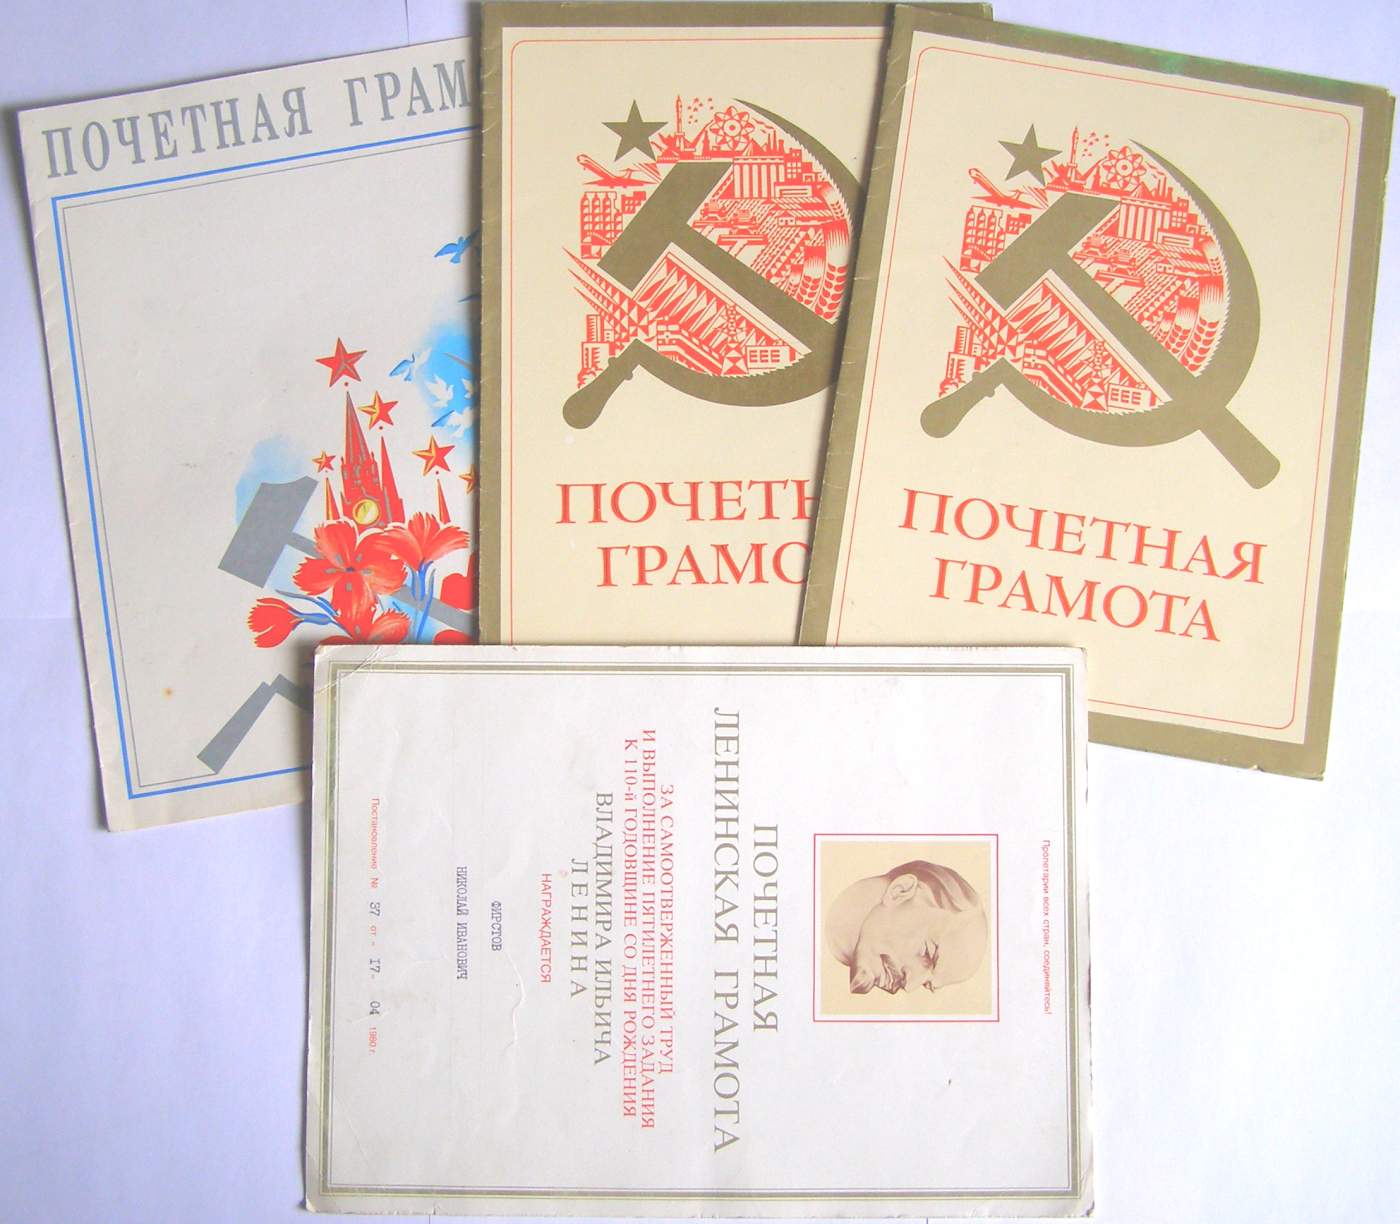 ПОЧЕТНАЯ ГРАМ
ПОЧЕТН
ГРАМО
ПОЧЕТНАЯ
ГРАМОТА
Пролетарии всех стран, соединяйтесь!
ПОЧЕТНАЯ
ЛЕНИНСКАЯ ГРАМОТА
ЗА САМООТВЕРЖЕННЫЙ ТРУД
И ВЫПОЛНЕНИЕ ПЯТИЛЕТНЕГО ЗАДАНИЯ
К 110-й ГОДОВЩИНЕ СО ДНЯ РОЖДЕНИЯ
ВЛАДИМИРА ИЛЬИЧА
ЛЕНИНА
НАГРАЖДАЕТСЯ
ФИРСТОВ
НИКОЛАЙ ИВАНОВИЧ
Постановление № 37 от - 17- 04 1980 г.